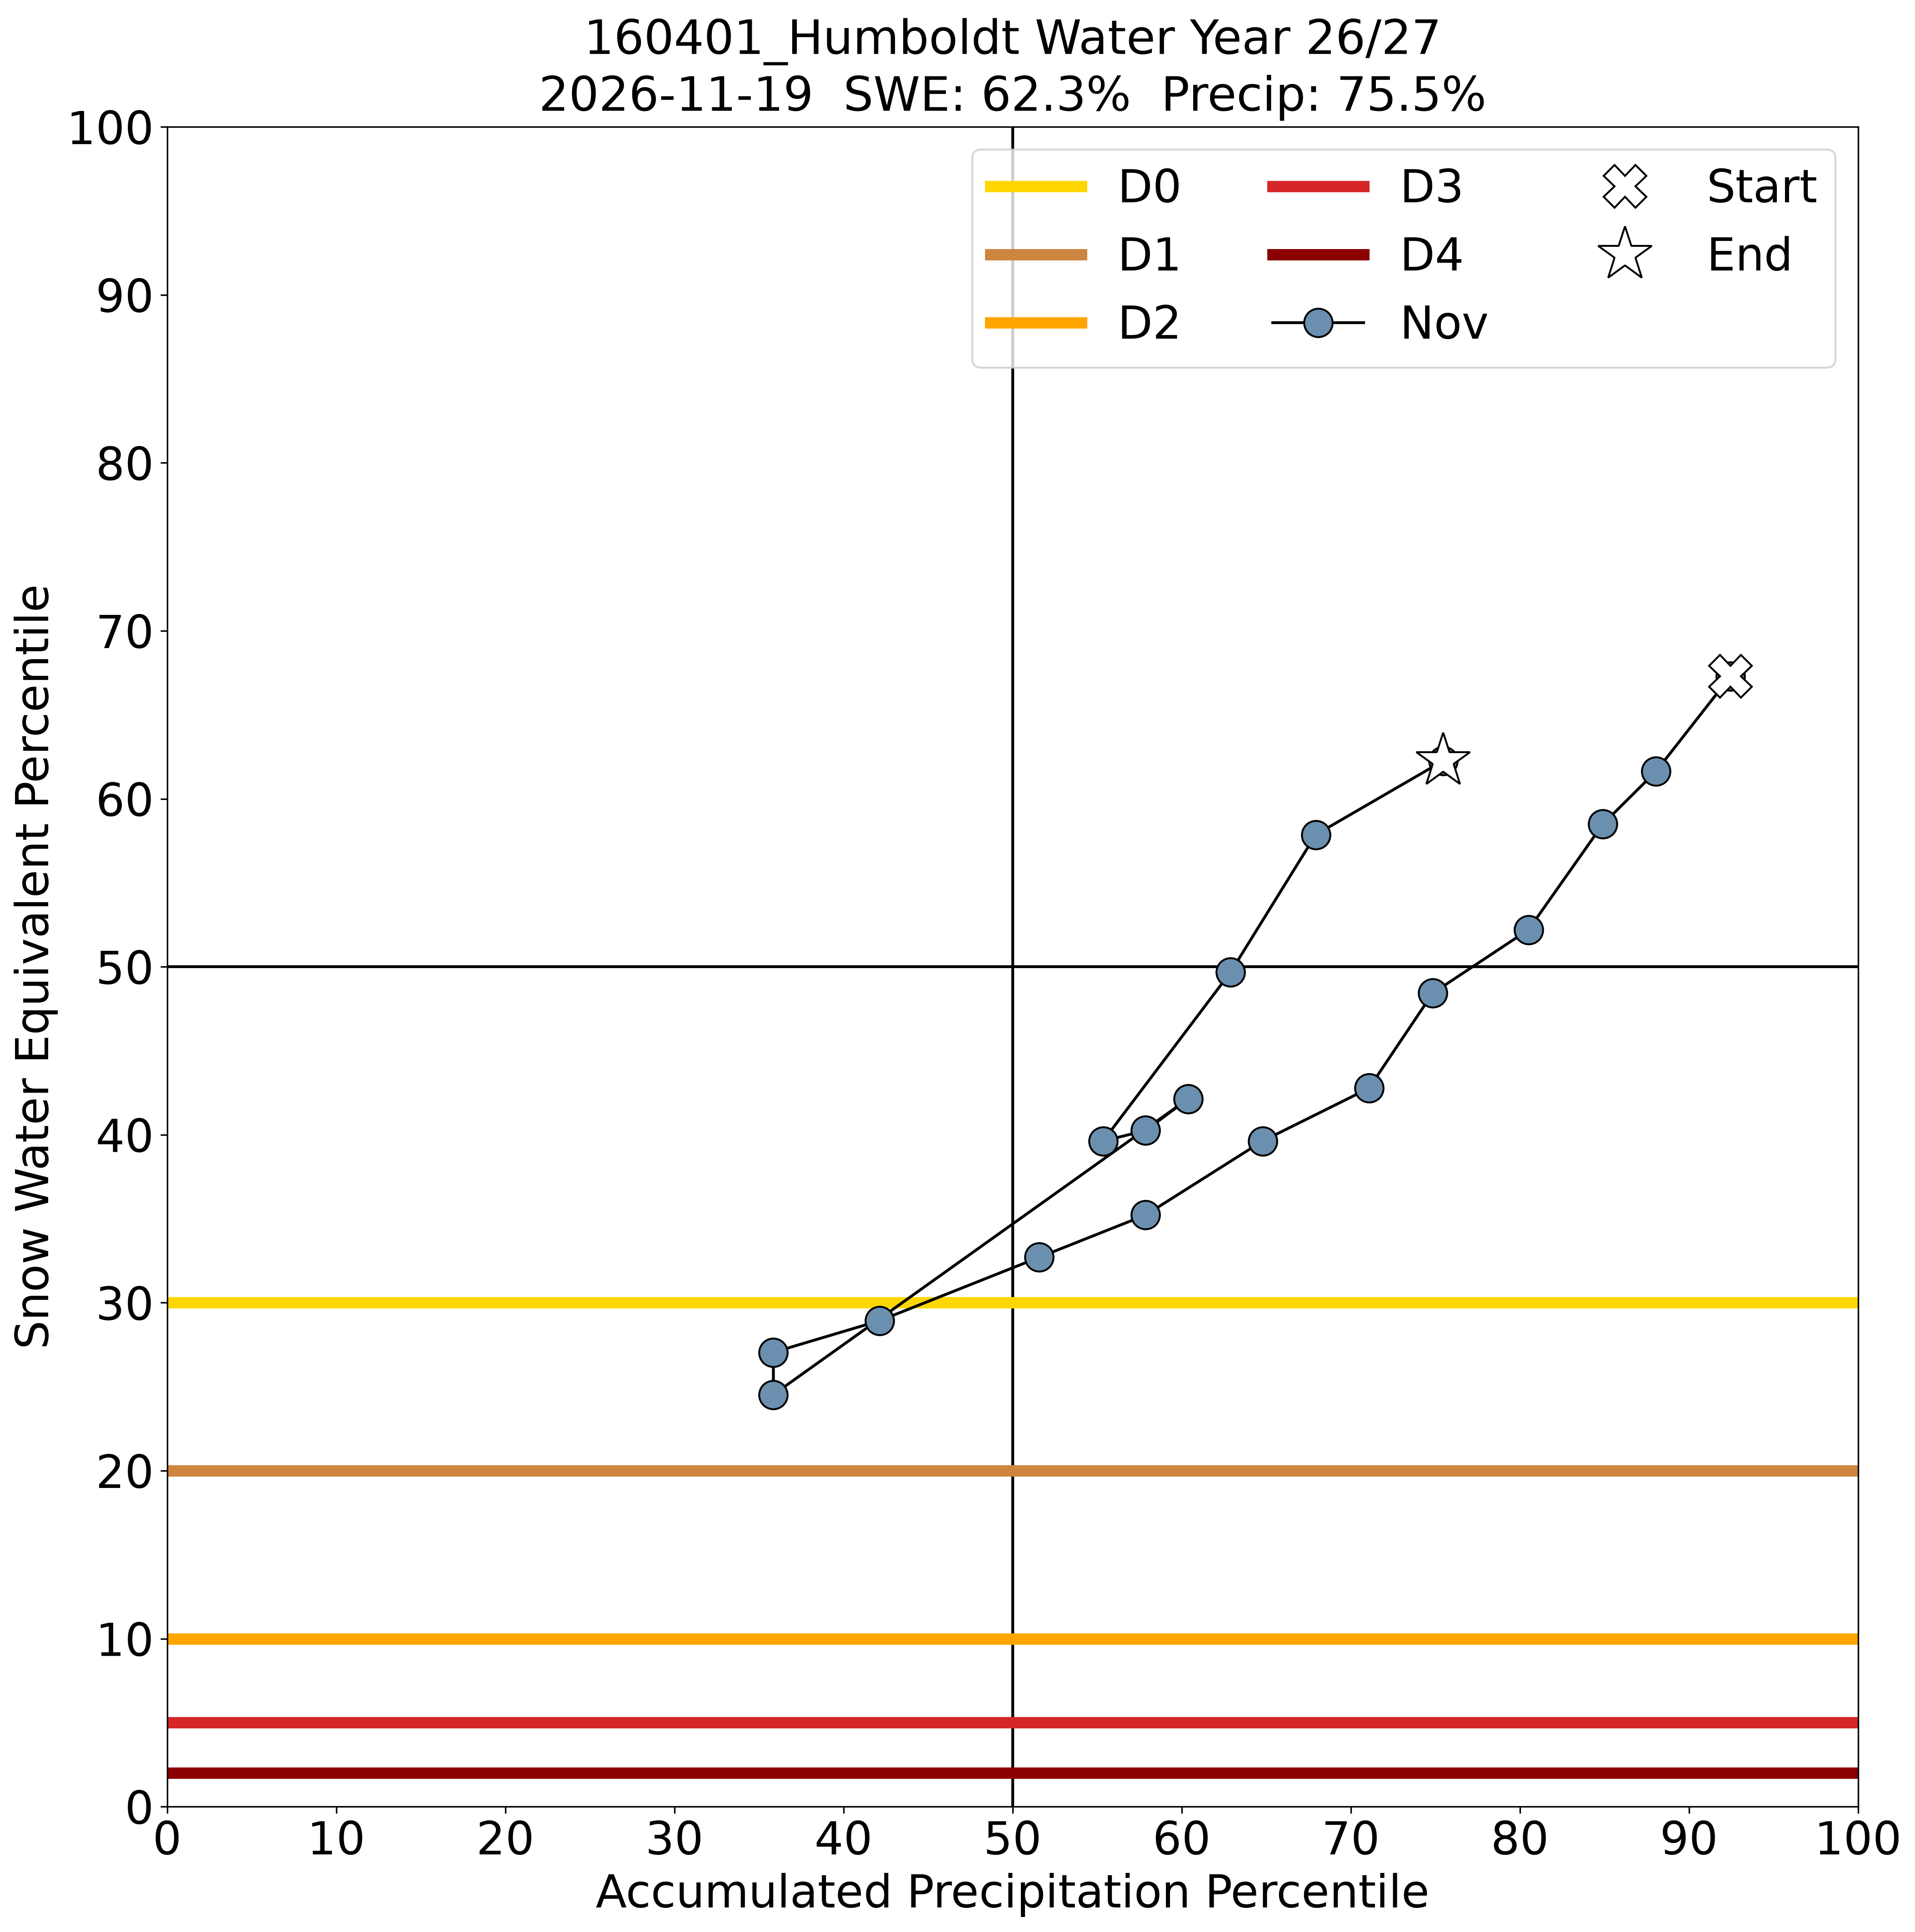 160401_Humboldt Water Year 26/27
2026-11-19 SWE: 62.3% Precip: 75.5%
D0
D1
D2
D3
D4
Nov
Start
End
Snow Water Equivalent Percentile
100
90
80
70
60
50
40
30
20
10
0
0 10 20 30 40 50 60 70 80 90 100
Accumulated Precipitation Percentile